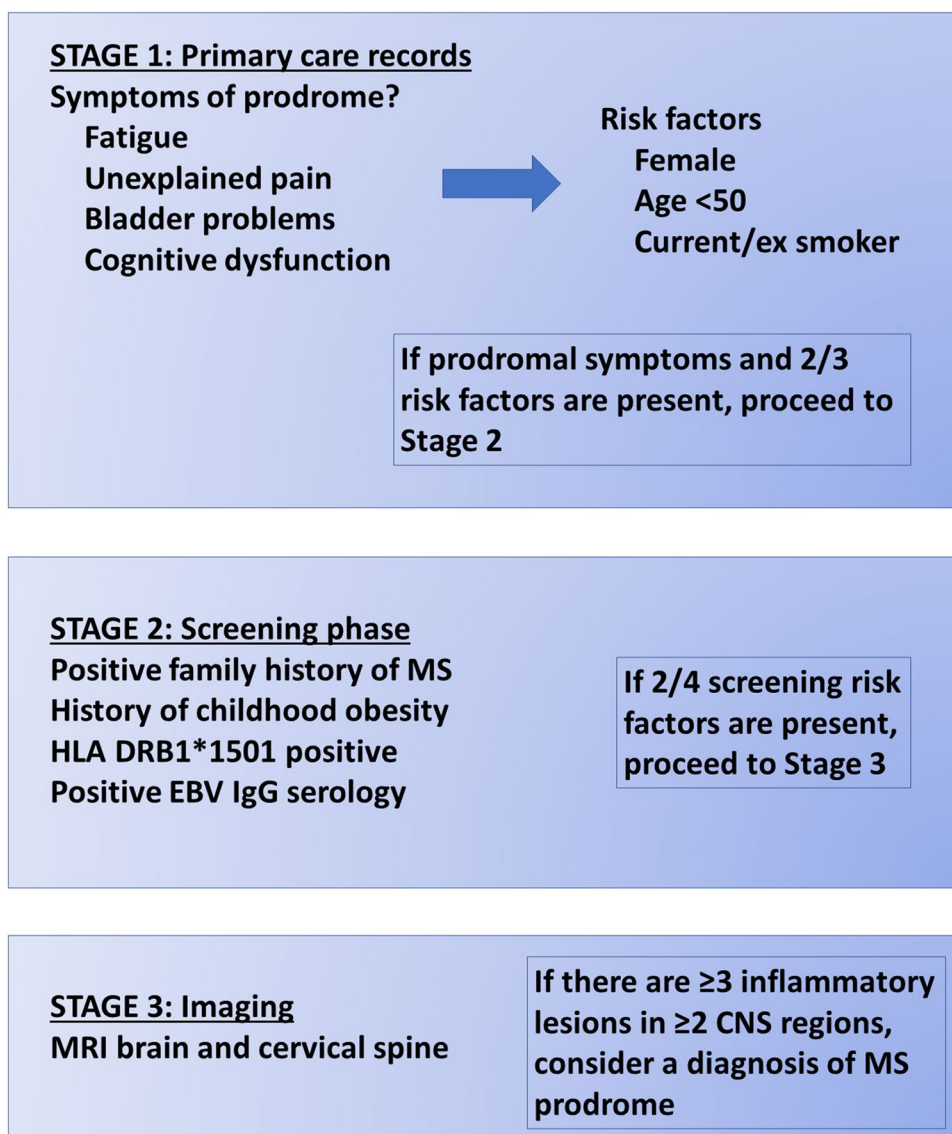 STAGE 1: Primary care records
Symptoms of prodrome?
Fatigue
Unexplained pain
Bladder problems
Cognitive dysfunction
Risk factors
Female
Age <50
Current/ex smoker
If prodromal symptoms and 2/3
risk factors are present, proceed to
Stage 2
STAGE 2: Screening phase
Positive family history of MS
History of childhood obesity
HLA DRB1*1501 positive
Positive EBV IgG serology
If 2/4 screening risk
factors are present,
proceed to Stage 3
STAGE 3: Imaging
MRI brain and cervical spine
If there are ≥3 inflammatory
lesions in ≥2 CNS regions,
consider a diagnosis of MS
prodrome